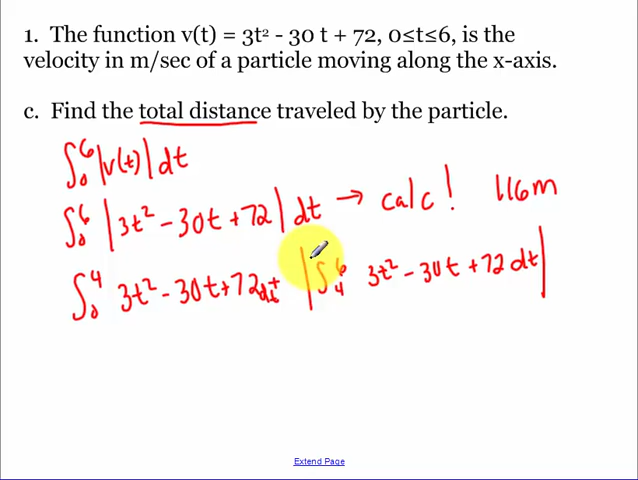 1. The function v(t) = 3t² - 30 t + 72, 0≤t≤6, is the
velocity in m/sec of a particle moving along the x-axis.
c. Find the total distance traveled by the particle.
∫₀⁶ |v(t)| dt
∫₀⁶ |3t² - 30t + 72| dt → calc! 116m
∫₀⁴ 3t² - 30t + 72 dt + |∫₄⁶ 3t² - 30t + 72 dt|
Extend Page